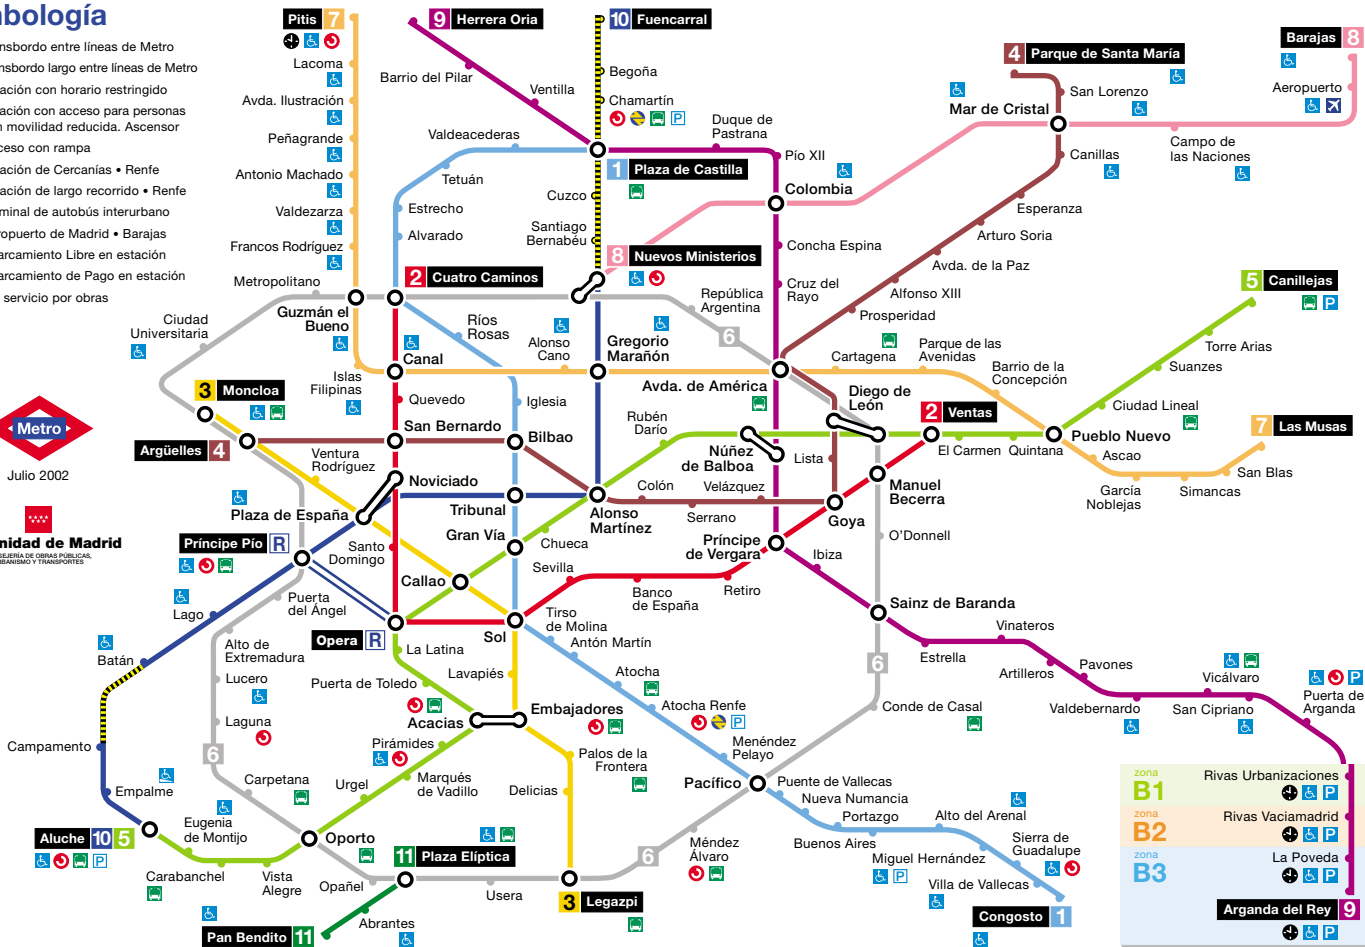 bología
nsbordo entre líneas de Metro
nsbordo largo entre líneas de Metro
ación con horario restringido
ación con acceso para personas
n movilidad reducida. Ascensor
ceso con rampa
ación de Cercanías • Renfe
ación de largo recorrido • Renfe
minal de autobús interurbano
opuerto de Madrid • Barajas
arcamiento Libre en estación
arcamiento de Pago en estación
servicio por obras
Metro
Julio 2002
nidad de Madrid
SEJERÍA DE OBRAS PÚBLICAS,
RBANISMO Y TRANSPORTES
Pitis 7
Lacoma
Avda. Ilustración
Peñagrande
Antonio Machado
Valdezarza
Francos Rodríguez
Metropolitano
Guzmán el
Bueno
Ciudad
Universitaria
Islas
Filipinas
9 Herrera Oria
Barrio del Pilar
Ventilla
Valdeacederas
Tetuán
Estrecho
Alvarado
2 Cuatro Caminos
Ríos
Rosas
Canal
Quevedo
Iglesia
10 Fuencarral
Begoña
Chamartín
P
Duque de
Pastrana
Pío XII
1 Plaza de Castilla
Cuzco
Santiago
Bernabéu
8 Nuevos Ministerios
Colombia
Concha Espina
Cruz del
Rayo
República
Argentina
6
Alonso
Cano
Gregorio
Marañón
4 Parque de Santa María
San Lorenzo
Mar de Cristal
Canillas
Esperanza
Arturo Soria
Avda. de la Paz
Alfonso XIII
Prosperidad
Barajas 8
Aeropuerto
Campo de
las Naciones
5 Canillejas
P
Torre Arias
Suanzes
Ciudad Lineal
Cartagena
Parque de las
Avenidas
Barrio de la
Concepción
Avda. de América
Diego de
León
2 Ventas
El Carmen
Quintana
Pueblo Nuevo
Ascao
García
Noblejas
Simancas
San Blas
7 Las Musas
3 Moncloa
Argüelles 4
Ventura
Rodríguez
San Bernardo
Bilbao
Rubén
Darío
Núñez
de Balboa
Lista
Manuel
Becerra
Noviciado
Plaza de España
Tribunal
Colón
Velázquez
Serrano
Goya
Alonso
Martínez
O'Donnell
Príncipe Pío R
Santo
Domingo
Gran Vía
Chueca
Callao
Sevilla
Banco
de España
Retiro
Príncipe
de Vergara
Ibiza
Sainz de Baranda
Puerta
del Ángel
Lago
Batán
Opera R
Sol
Tirso
de Molina
Antón Martín
Atocha
Atocha Renfe
P
Menéndez
Pelayo
Alto de
Extremadura
Lucero
Laguna
6
Carpetana
La Latina
Puerta de Toledo
Lavapiés
Acacias
Embajadores
Pirámides
Marqués
de Vadillo
Urgel
Palos de la
Frontera
Delicias
Pacífico
Conde de Casal
6
Estrella
Vinateros
Artilleros
Pavones
Valdebernardo
Vicálvaro
San Cipriano
P
Puerta de
Arganda
Campamento
Empalme
Aluche 10 5
P
Eugenia
de Montijo
Carabanchel
Vista
Alegre
Oporto
Opañel
11 Plaza Elíptica
Usera
Abrantes
Pan Bendito 11
3 Legazpi
6
Méndez
Álvaro
Puente de Vallecas
Nueva Numancia
Portazgo
Buenos Aires
Alto del Arenal
Miguel Hernández
P
Sierra de
Guadalupe
Villa de Vallecas
Congosto 1
zona
B1
Rivas Urbanizaciones
P
zona
B2
Rivas Vaciamadrid
P
zona
B3
La Poveda
P
Arganda del Rey 9
P